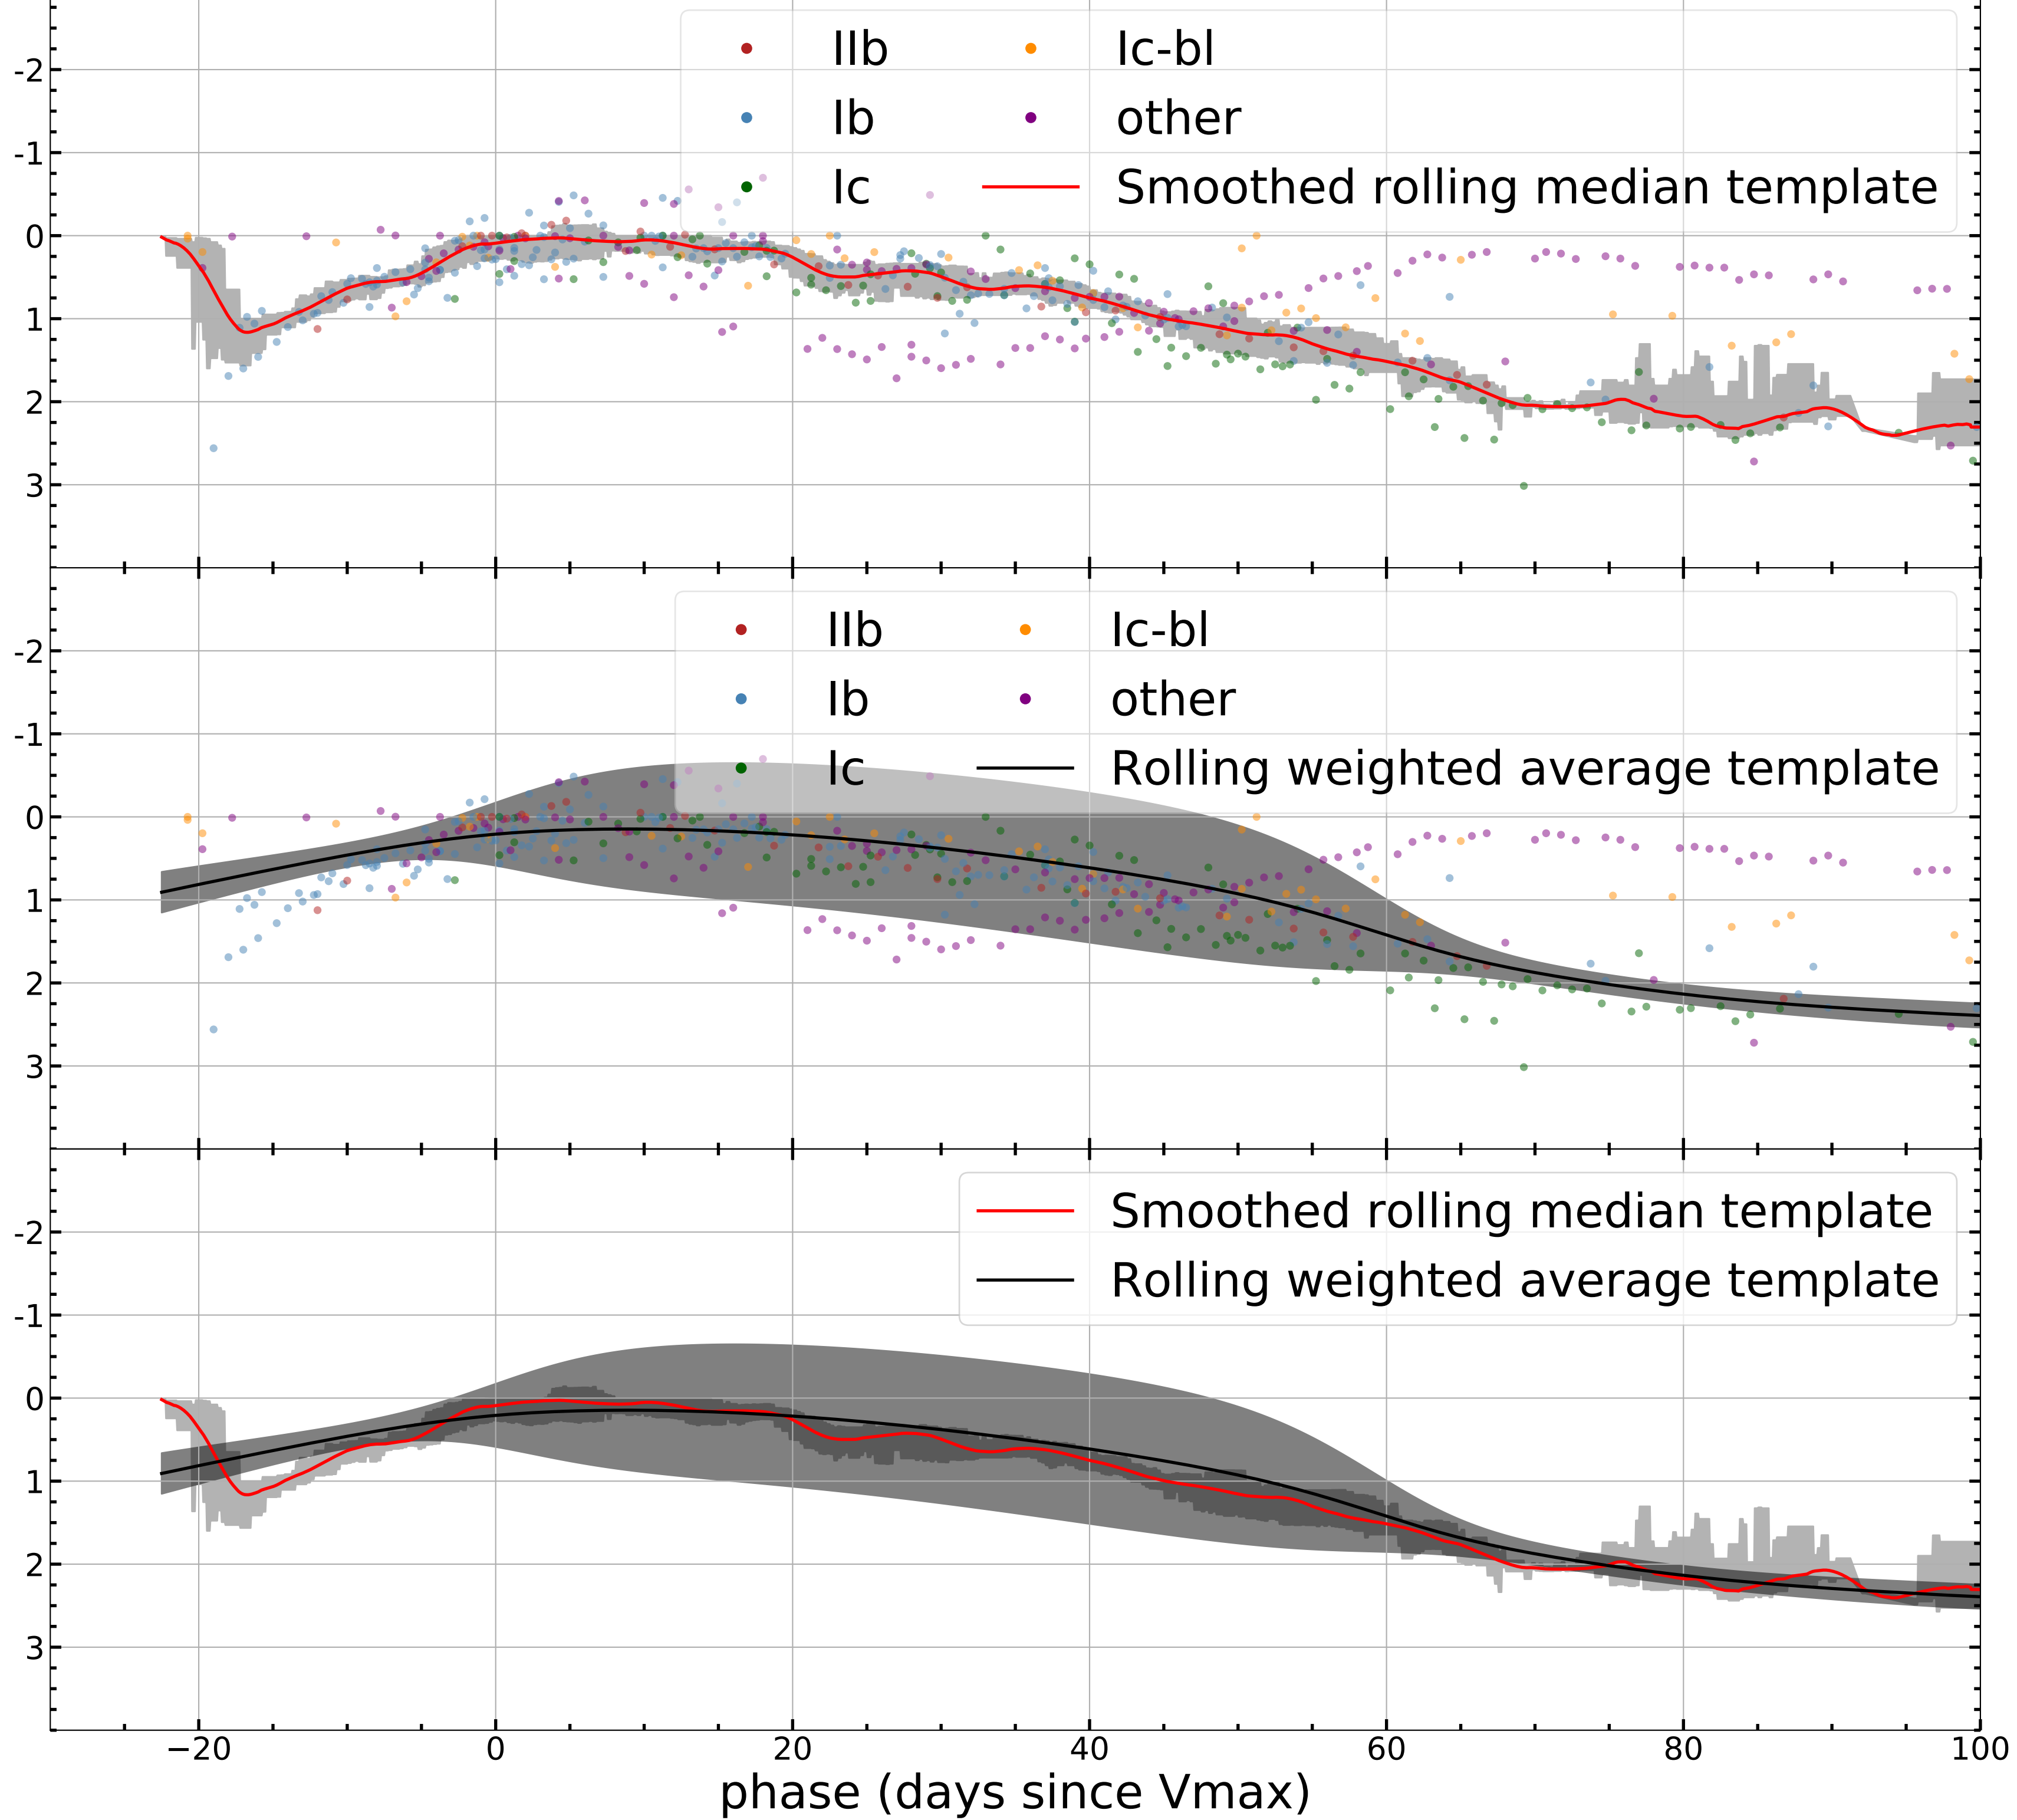 IIb Ic-bl
Ib other
Ic Smoothed rolling median template
-2
-1
0
1
2
3
IIb Ic-bl
Ib other
Ic Rolling weighted average template
-2
-1
0
1
2
3
Smoothed rolling median template
Rolling weighted average template
-2
-1
0
1
2
3
−20 0 20 40 60 80 100
phase (days since Vmax)